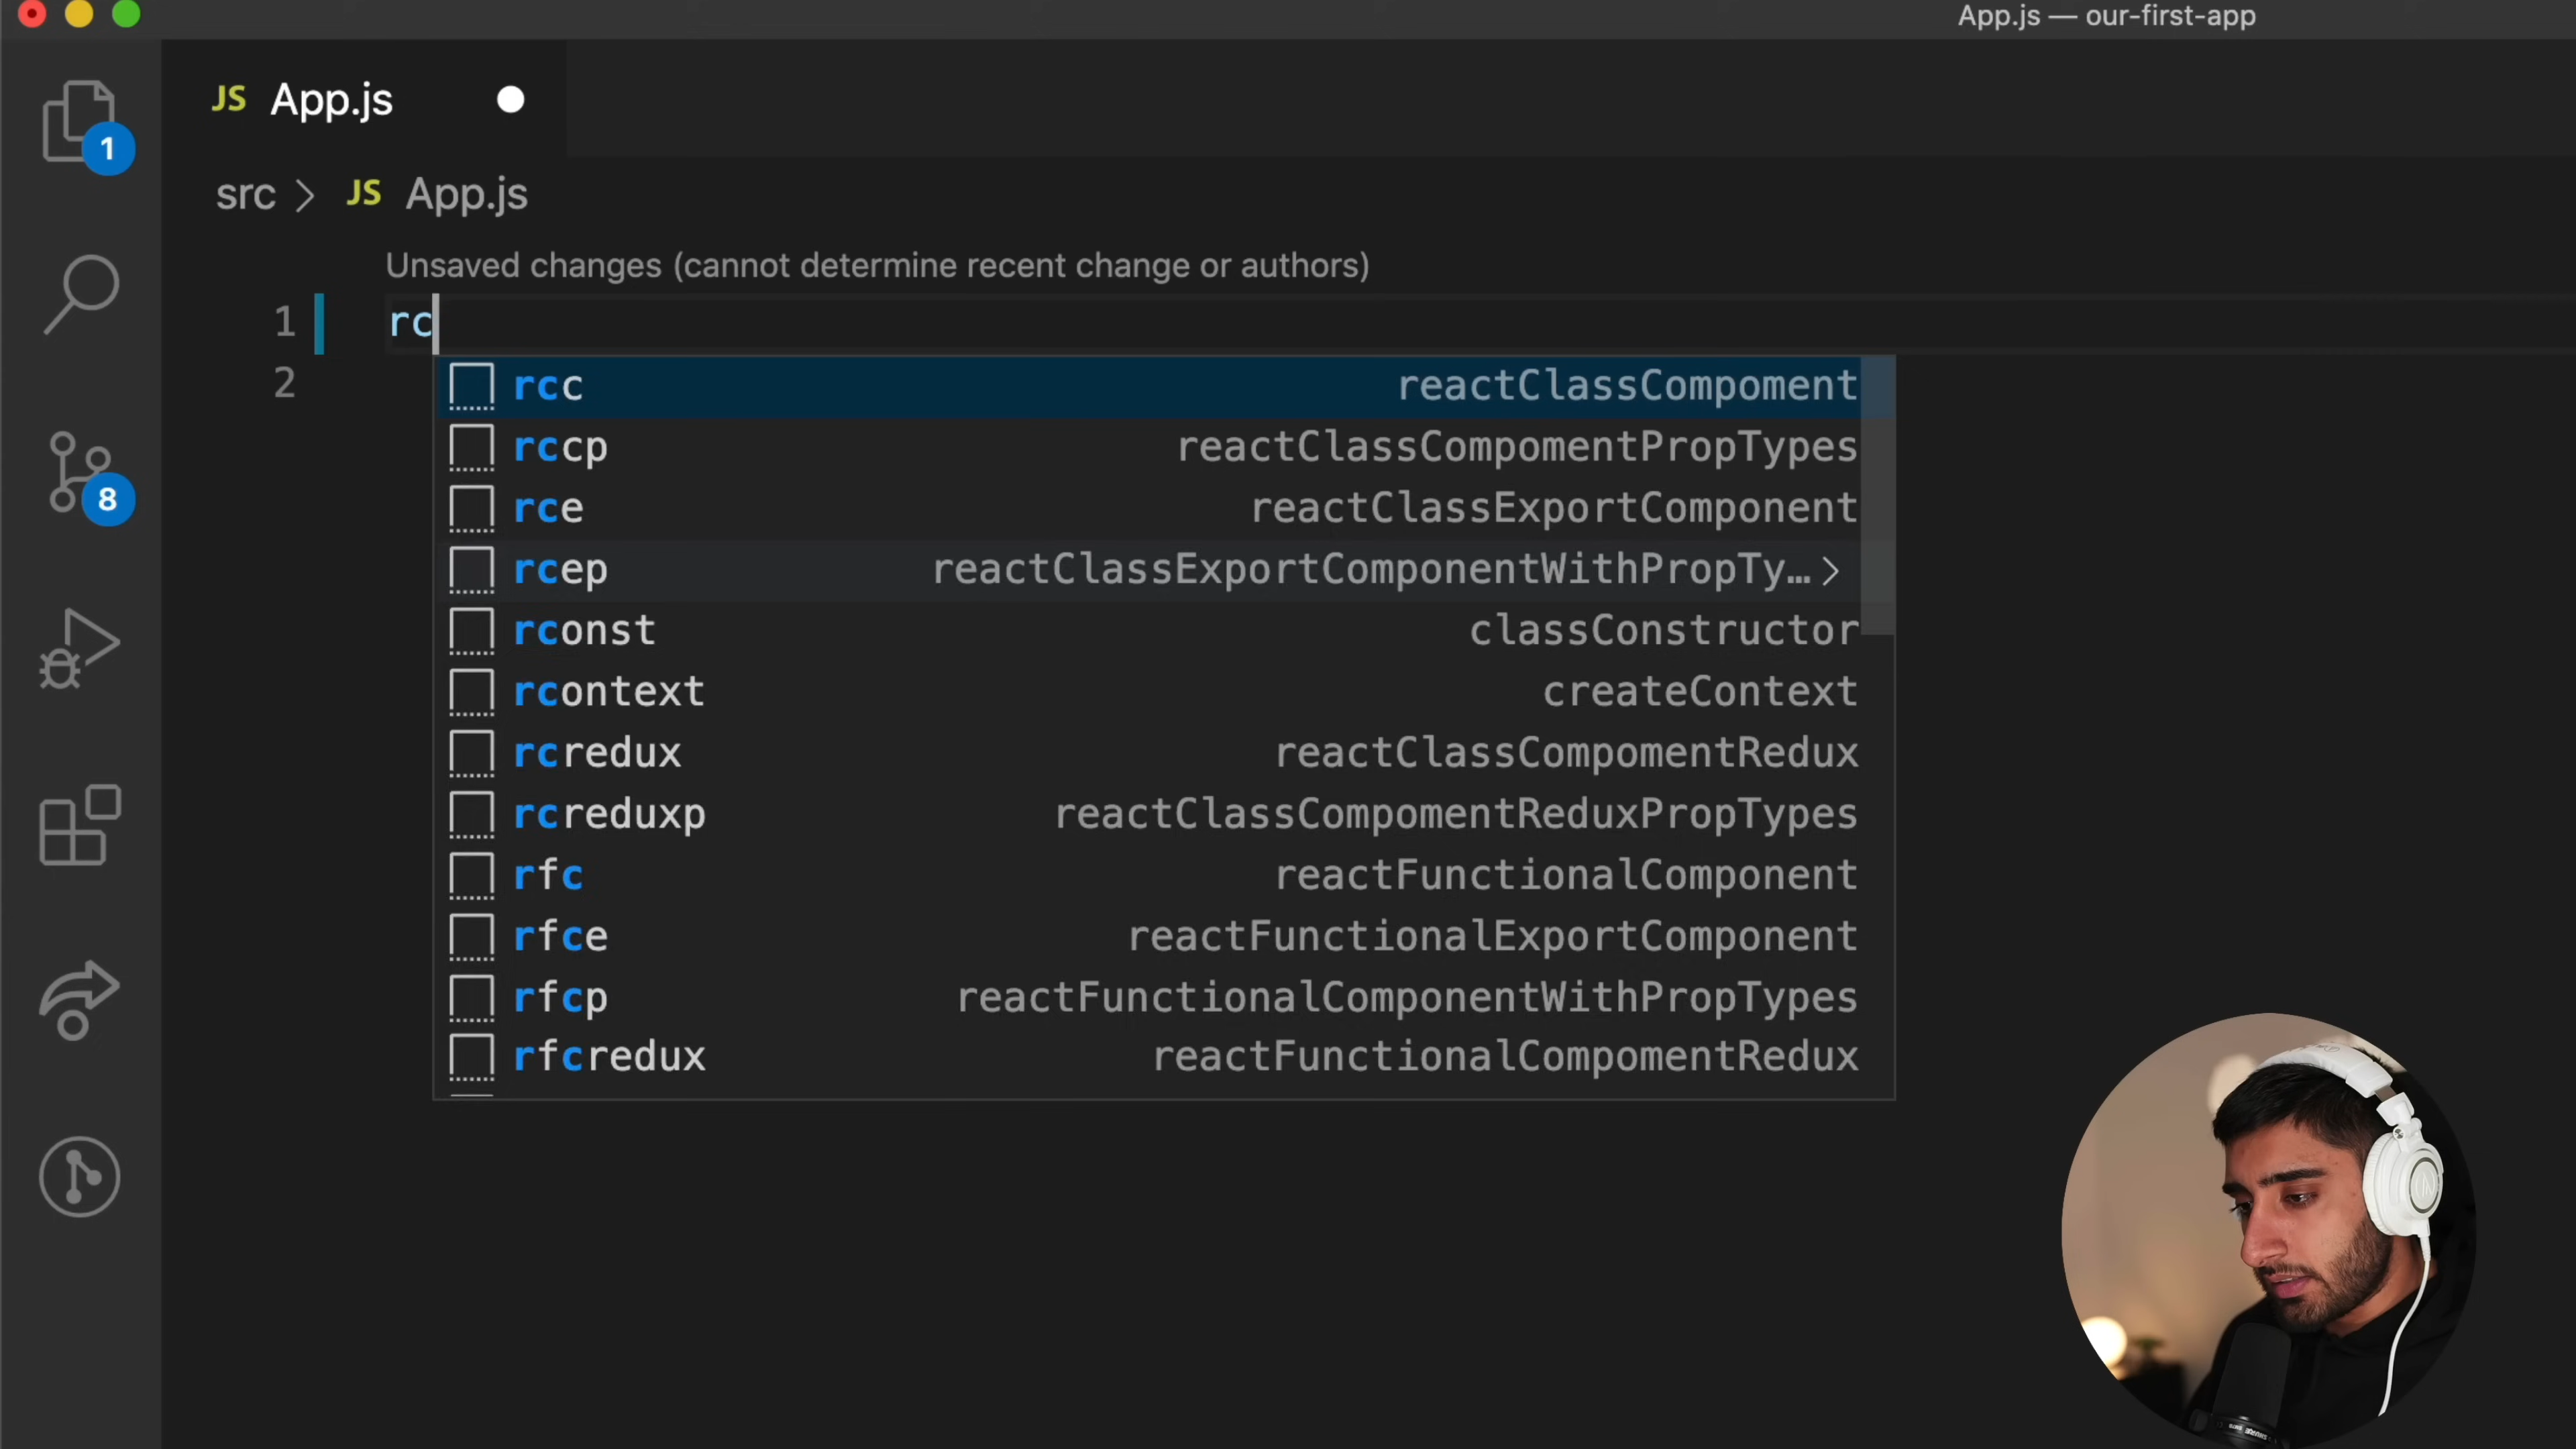 App.js — our-first-app
JS App.js
1
src > JS App.js
Unsaved changes (cannot determine recent change or authors)
1 rc
2
rcc reactClassCompoment
rccp reactClassCompomentPropTypes
rce reactClassExportComponent
8
rcep reactClassExportComponentWithPropTy... >
rconst classConstructor
rcontext createContext
rcredux reactClassCompomentRedux
rcreduxp reactClassCompomentReduxPropTypes
rfc reactFunctionalComponent
rfce reactFunctionalExportComponent
rfcp reactFunctionalComponentWithPropTypes
rfcredux reactFunctionalCompomentRedux